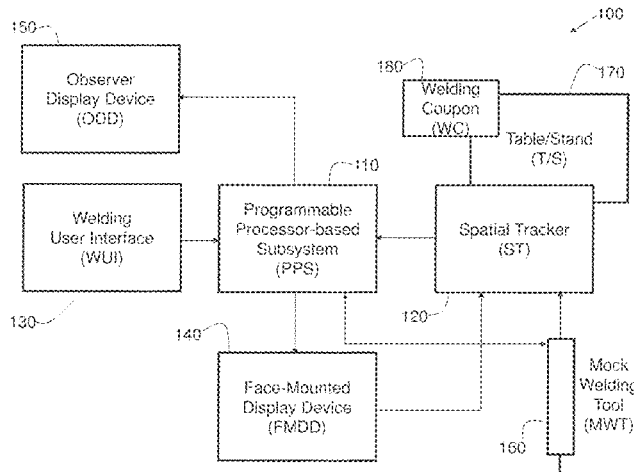 100
150
Observer
Display Device
(ODD)
180
Welding
Coupon
(WC)
170
Table/Stand
(T/S)
110
Welding
User Interface
(WUI)
130
Programmable
Processor-based
Subsystem
(PPS)
Spatial Tracker
(ST)
120
140
Face-Mounted
Display Device
(FMDD)
160
Mock
Welding
Tool
(MWT)